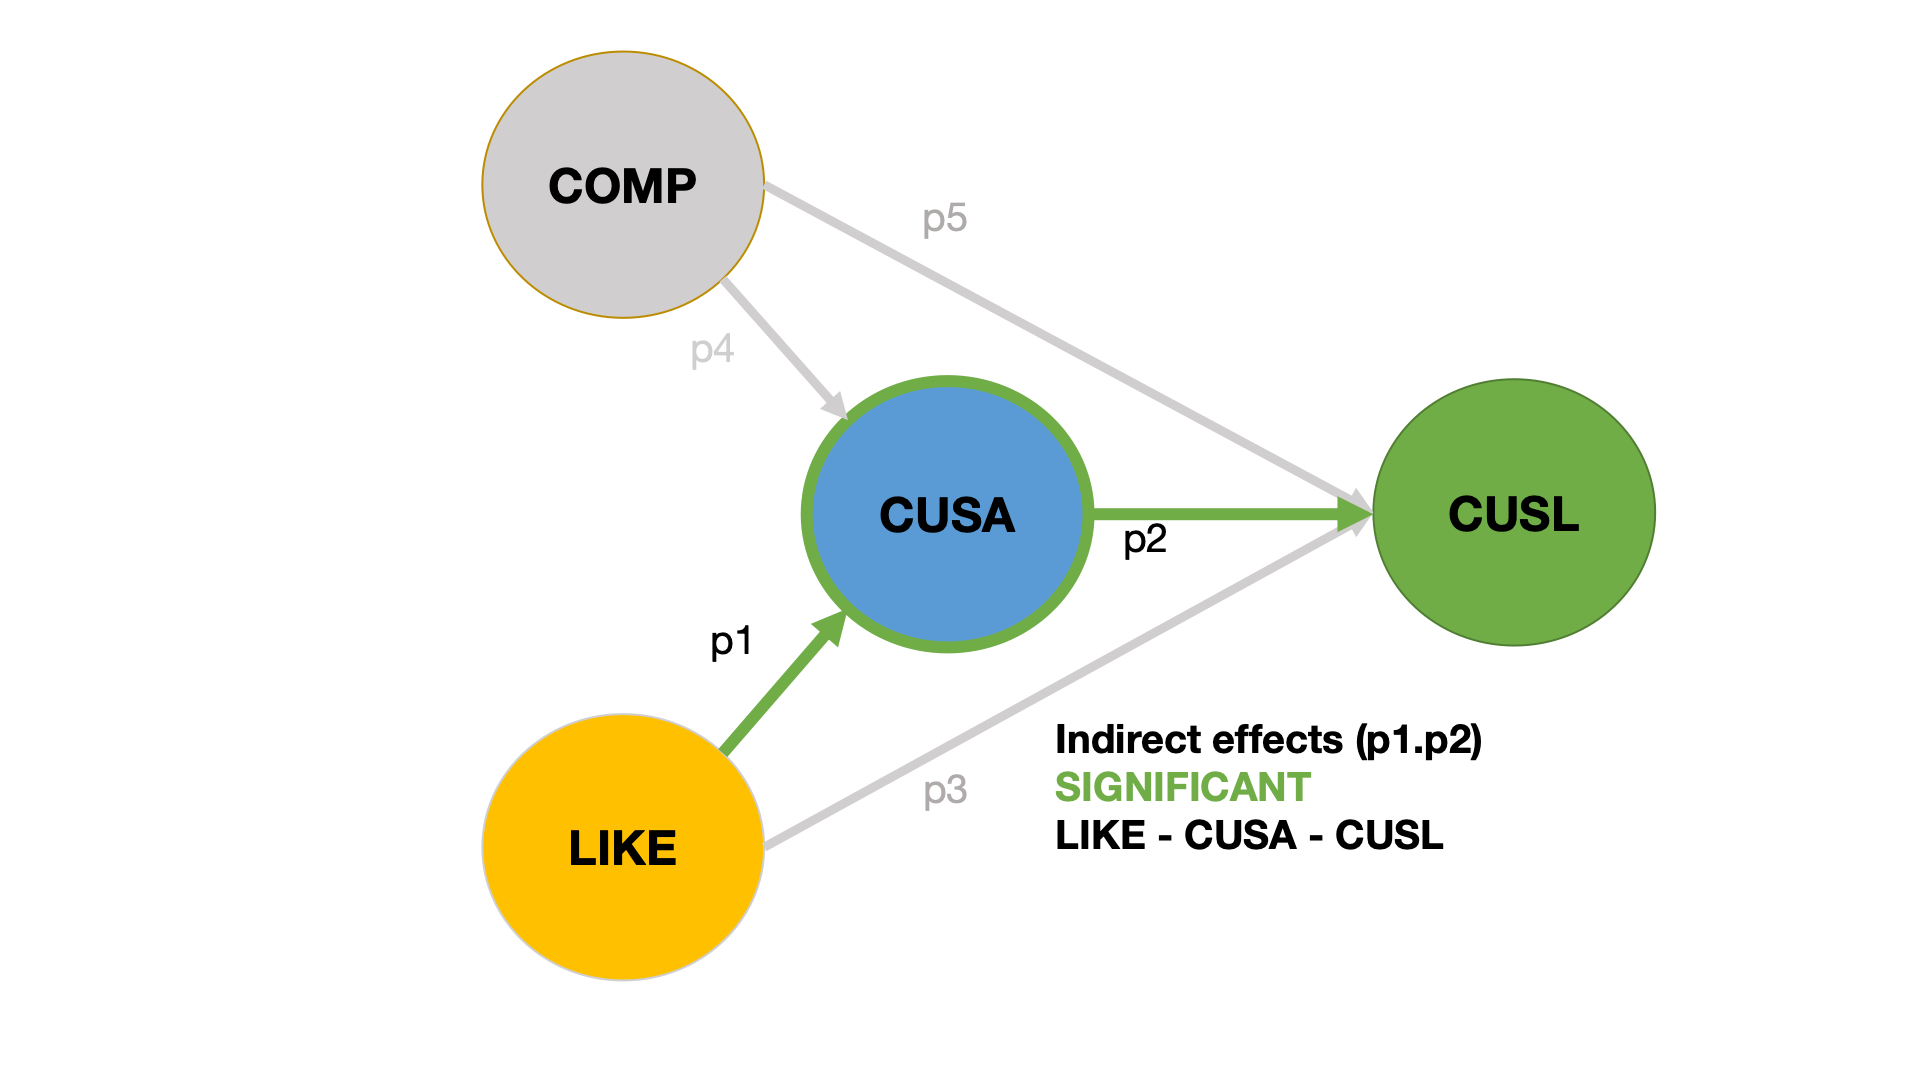 COMP
p5
p4
CUSA
p2
CUSL
p1
LIKE
p3
Indirect effects (p1.p2)
SIGNIFICANT
LIKE - CUSA - CUSL